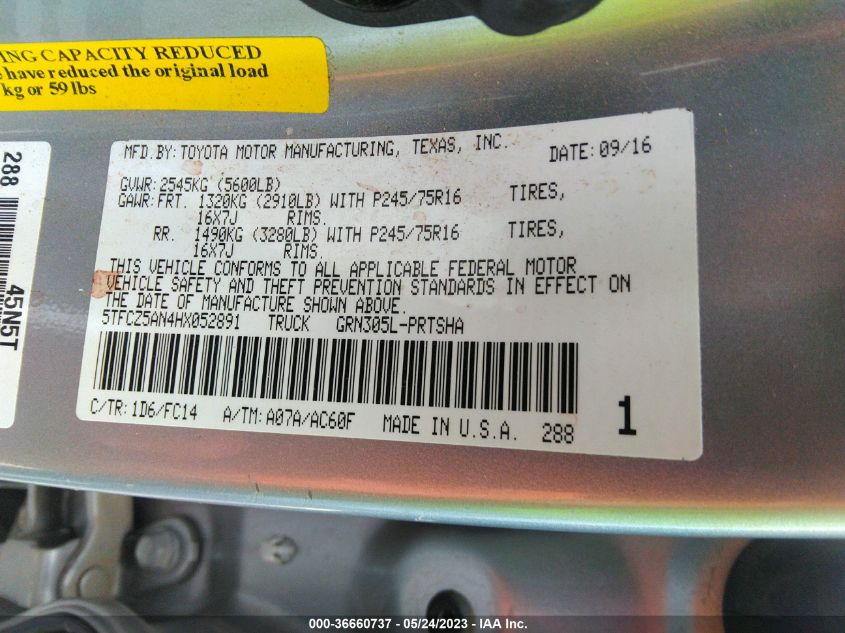 ING CAPACITY REDUCED
have reduced the original load
kg or 59 lbs
288
45N5T
MFD.BY: TOYOTA MOTOR MANUFACTURING, TEXAS, INC. DATE: 09/16
GVWR: 2545KG (5600LB)
GAWR: FRT. 1320KG (2910LB) WITH P245/75R16 TIRES,
16X7J RIMS.
RR. 1490KG (3280LB) WITH P245/75R16 TIRES,
16X7J RIMS.
THIS VEHICLE CONFORMS TO ALL APPLICABLE FEDERAL MOTOR
VEHICLE SAFETY AND THEFT PREVENTION STANDARDS IN EFFECT ON
THE DATE OF MANUFACTURE SHOWN ABOVE.
5TFCZ5AN4HX052891 TRUCK GRN305L-PRTSHA
C/TR: 1D6/FC14 A/TM: A07A/AC60F MADE IN U.S.A. 288 1
000-36660737 - 05/24/2023 - IAA Inc.